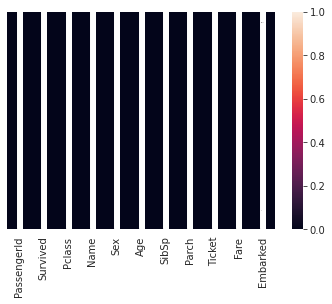 1.0
0.8
0.6
0.4
0.2
0.0
PassengerId
Survived
Pclass
Name
Sex
Age
SibSp
Parch
Ticket
Fare
Embarked